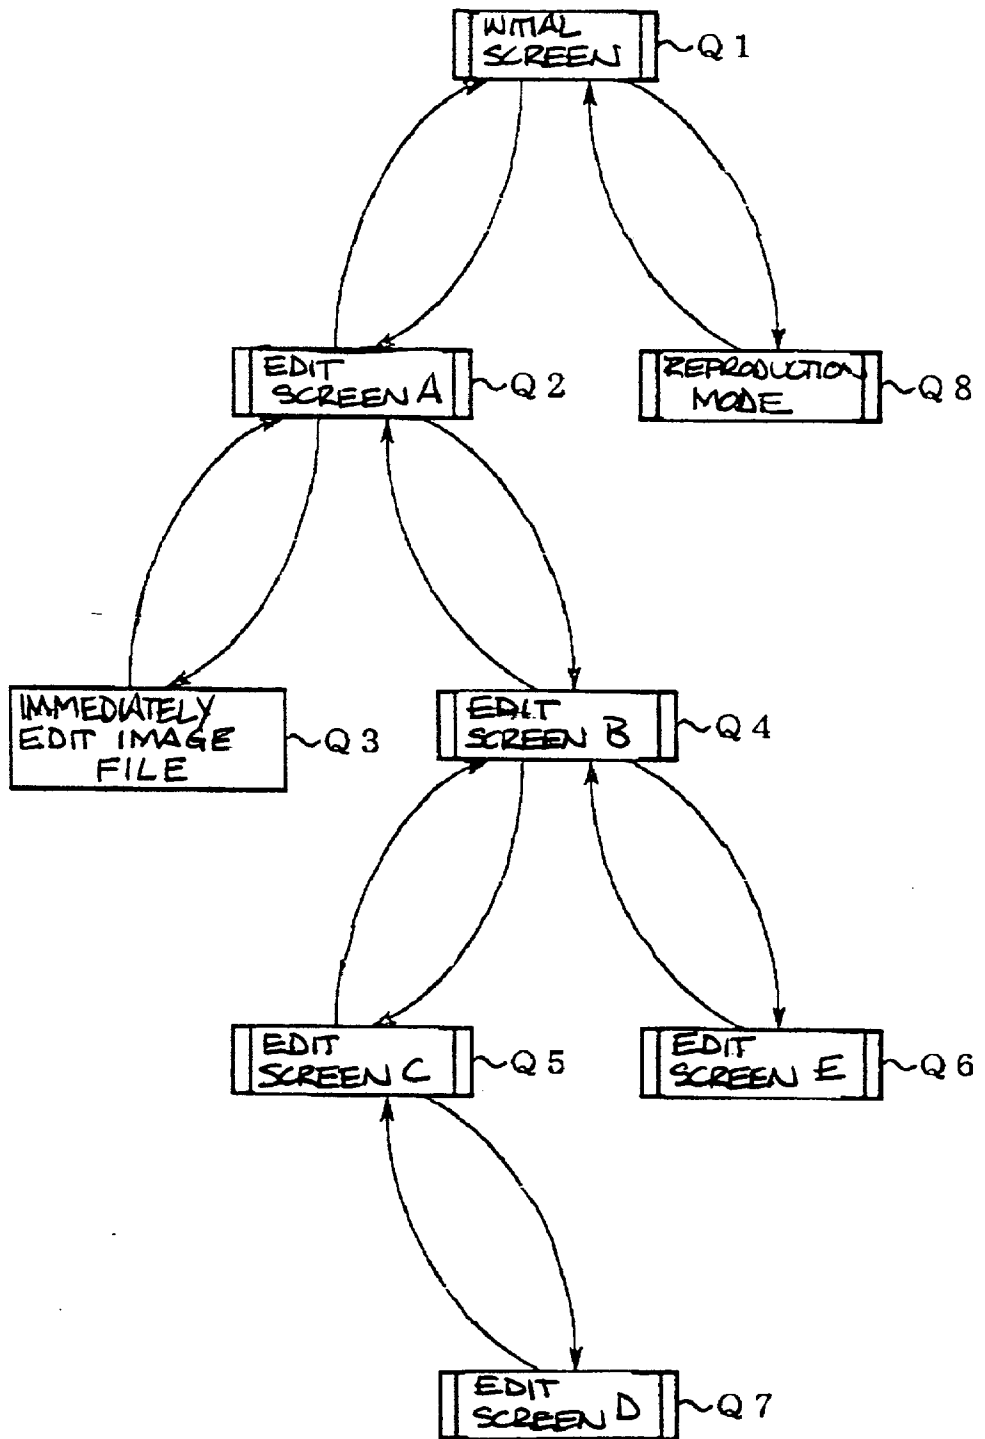 INITIAL
SCREEN
Q1
EDIT
SCREEN A
Q2
REPRODUCTION
MODE
Q8
IMMEDIATELY
EDIT IMAGE
FILE
Q3
EDIT
SCREEN B
Q4
EDIT
SCREEN C
Q5
EDIT
SCREEN E
Q6
EDIT
SCREEN D
Q7